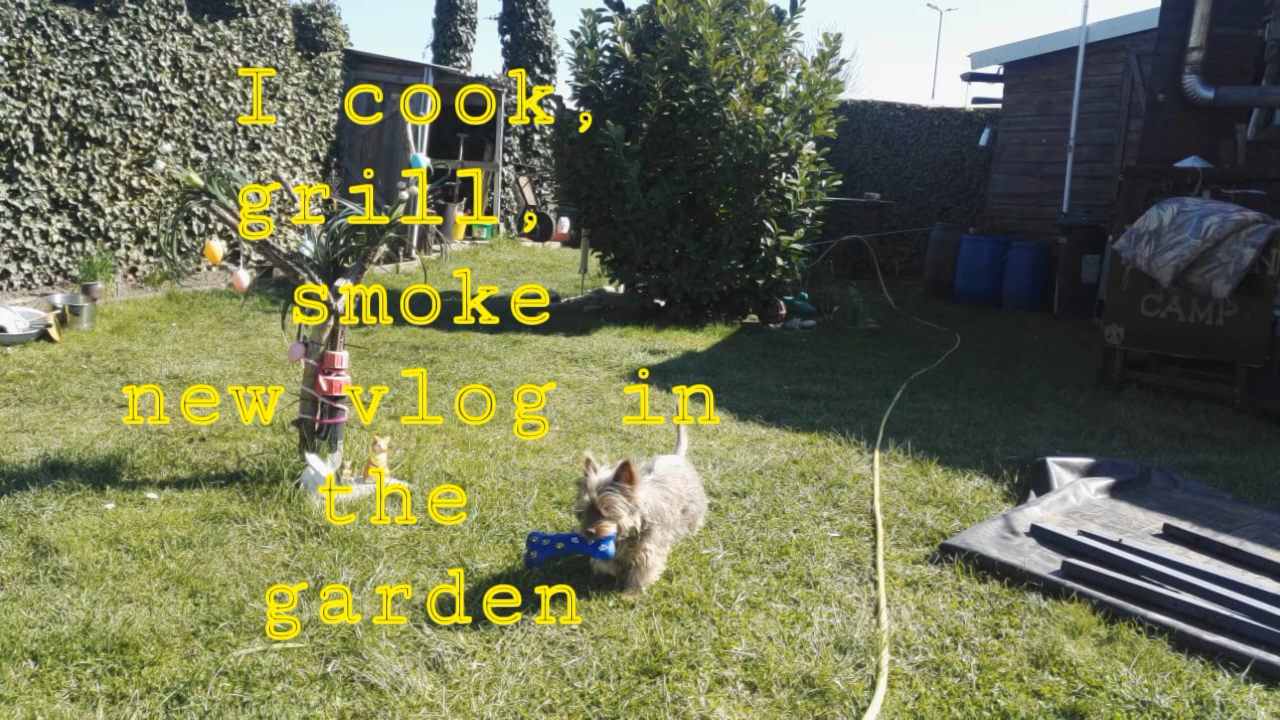 I cook,
grill,
smoke
new vlog in
the
garden
CAMP